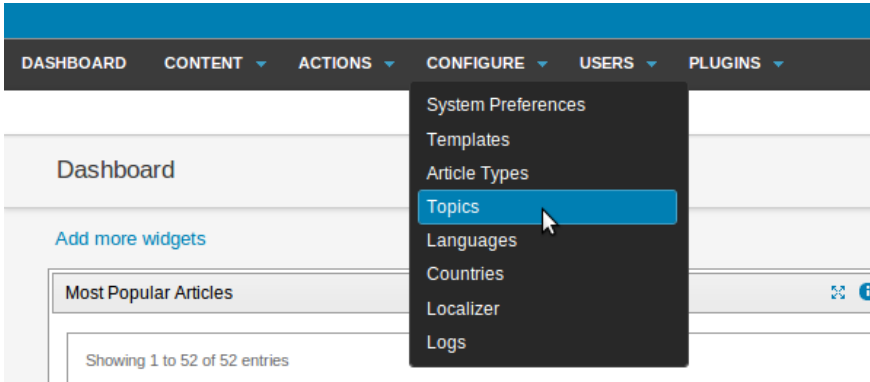 DASHBOARD CONTENT ACTIONS CONFIGURE USERS PLUGINS
System Preferences
Templates
Article Types
Topics
Languages
Countries
Localizer
Logs
Dashboard
Add more widgets
Most Popular Articles
Showing 1 to 52 of 52 entries